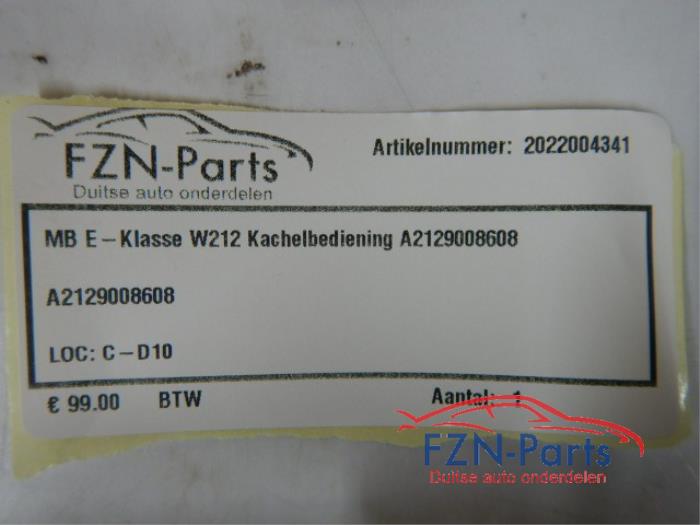 FZN-Parts
Duitse auto onderdelen
Artikelnummer: 2022004341
MB E-Klasse W212 Kachelbediening A2129008608
A2129008608
LOC: C-D10
€ 99.00 BTW Aantal: 1
FZN-Parts
Duitse auto onderdelen